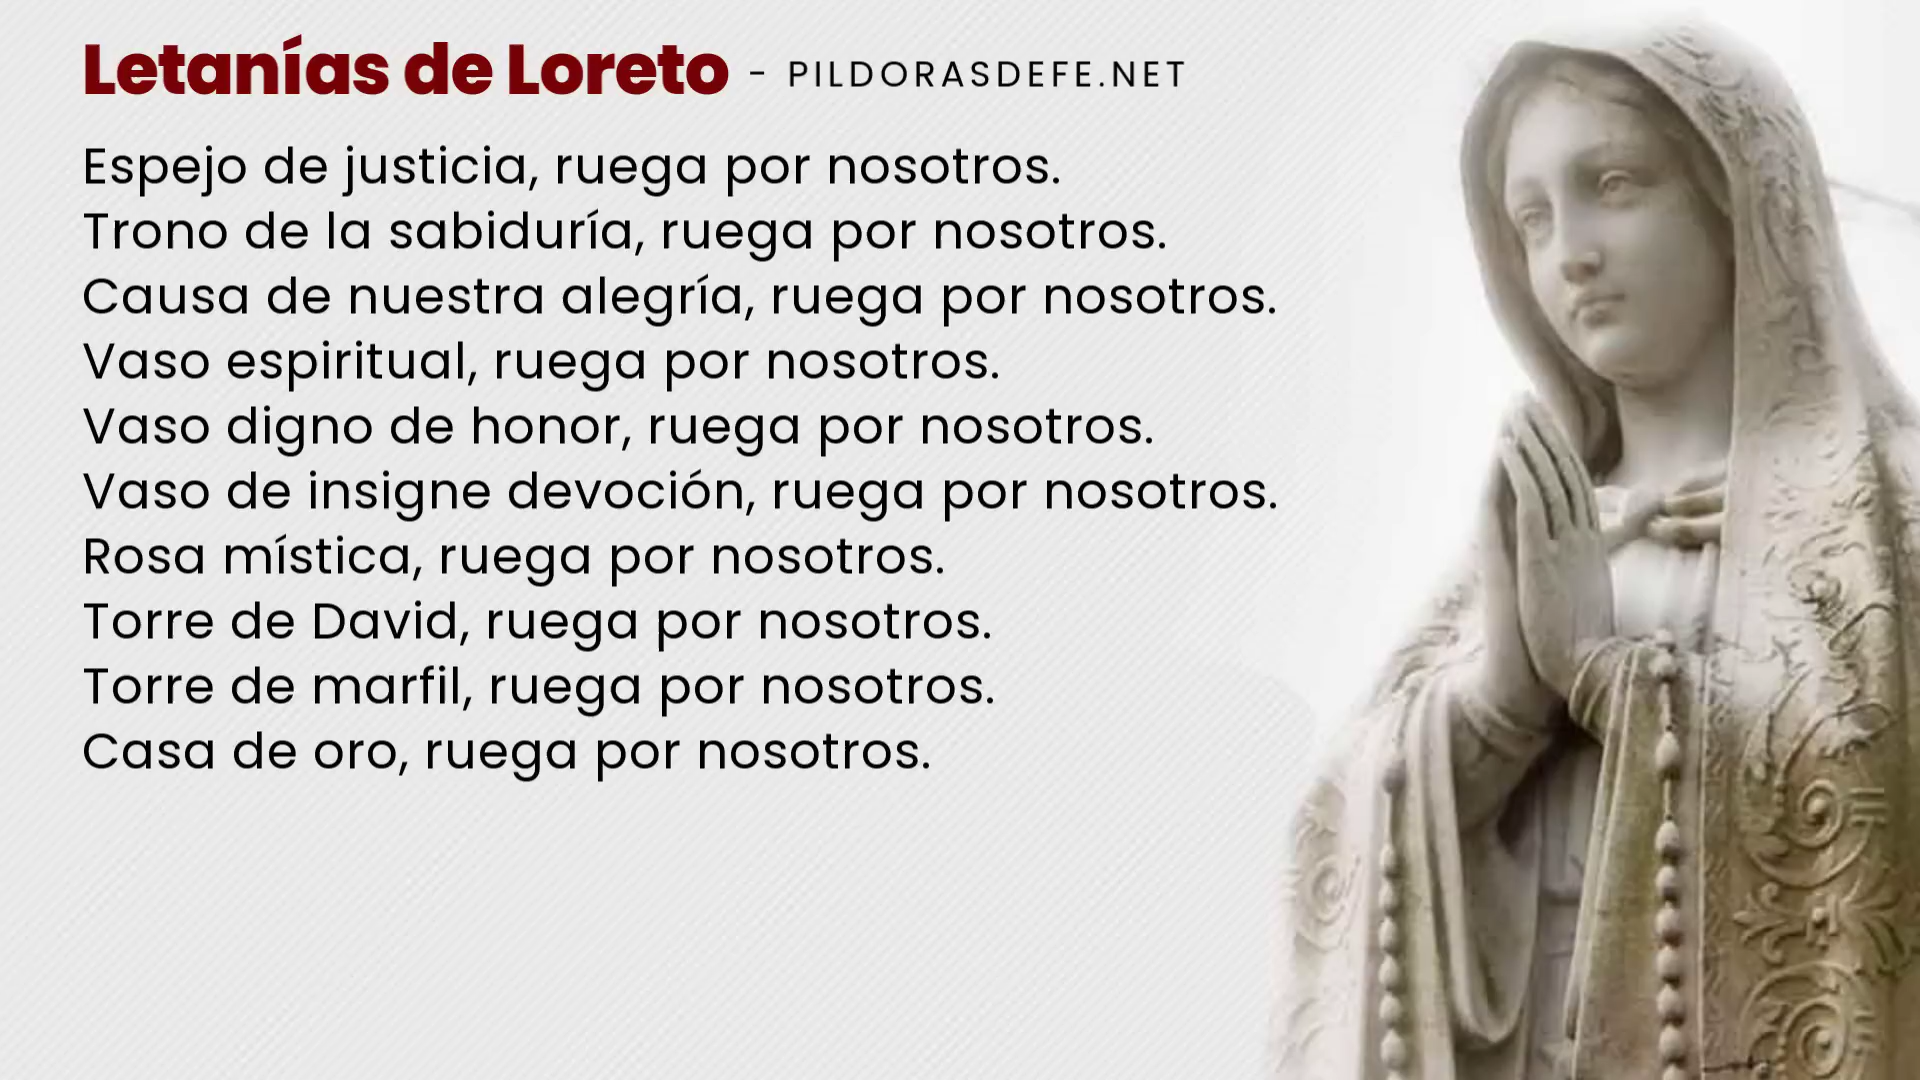 Letanías de Loreto - PILDORASDEFE.NET
Espejo de justicia, ruega por nosotros.
Trono de la sabiduría, ruega por nosotros.
Causa de nuestra alegría, ruega por nosotros.
Vaso espiritual, ruega por nosotros.
Vaso digno de honor, ruega por nosotros.
Vaso de insigne devoción, ruega por nosotros.
Rosa mística, ruega por nosotros.
Torre de David, ruega por nosotros.
Torre de marfil, ruega por nosotros.
Casa de oro, ruega por nosotros.